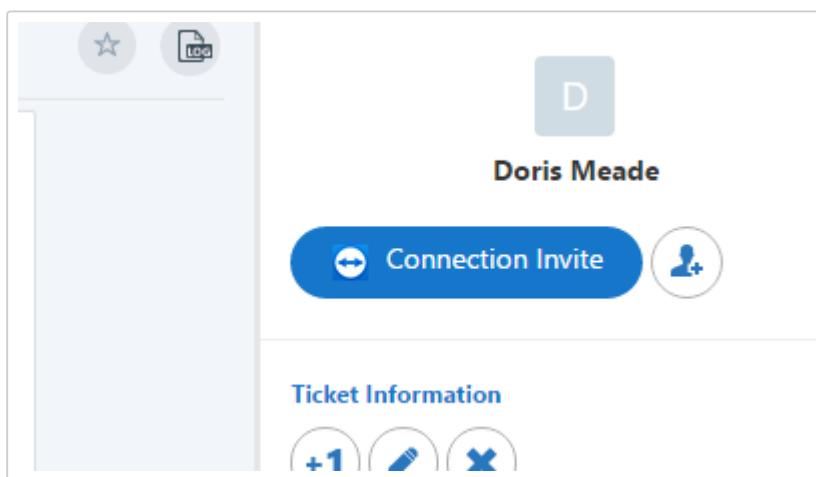 LOG
D
Doris Meade
Connection Invite
Ticket Information
+1